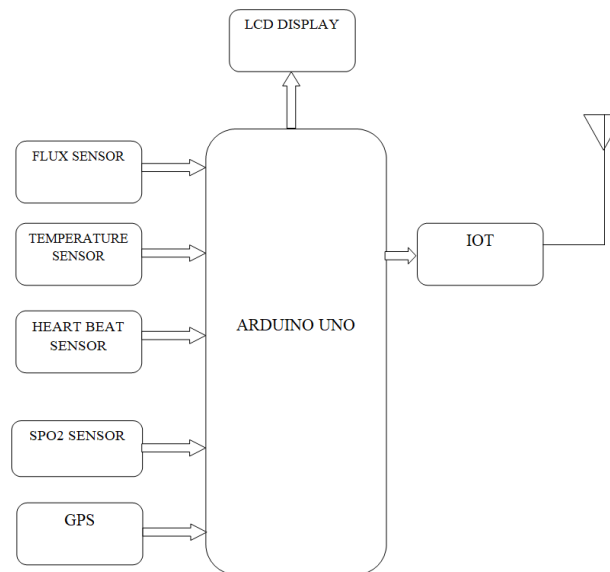 LCD DISPLAY
FLUX SENSOR
TEMPERATURE
SENSOR
HEART BEAT
SENSOR
SPO2 SENSOR
GPS
ARDUINO UNO
IOT